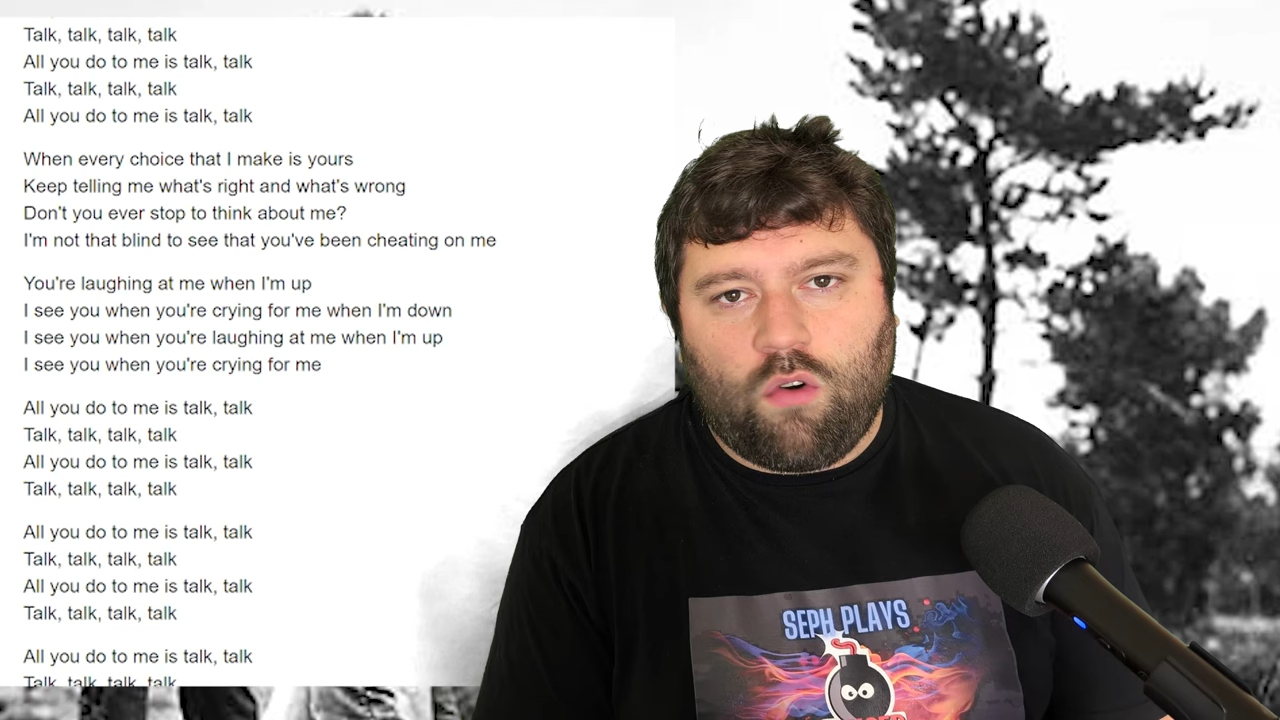 Talk, talk, talk, talk
All you do to me is talk, talk
Talk, talk, talk, talk
All you do to me is talk, talk
When every choice that I make is yours
Keep telling me what's right and what's wrong
Don't you ever stop to think about me?
I'm not that blind to see that you've been cheating on me
You're laughing at me when I'm up
I see you when you're crying for me when I'm down
I see you when you're laughing at me when I'm up
I see you when you're crying for me
All you do to me is talk, talk
Talk, talk, talk, talk
All you do to me is talk, talk
Talk, talk, talk, talk
All you do to me is talk, talk
Talk, talk, talk, talk
All you do to me is talk, talk
Talk, talk, talk, talk
All you do to me is talk, talk
Talk, talk, talk, talk
SEPH PLAYS